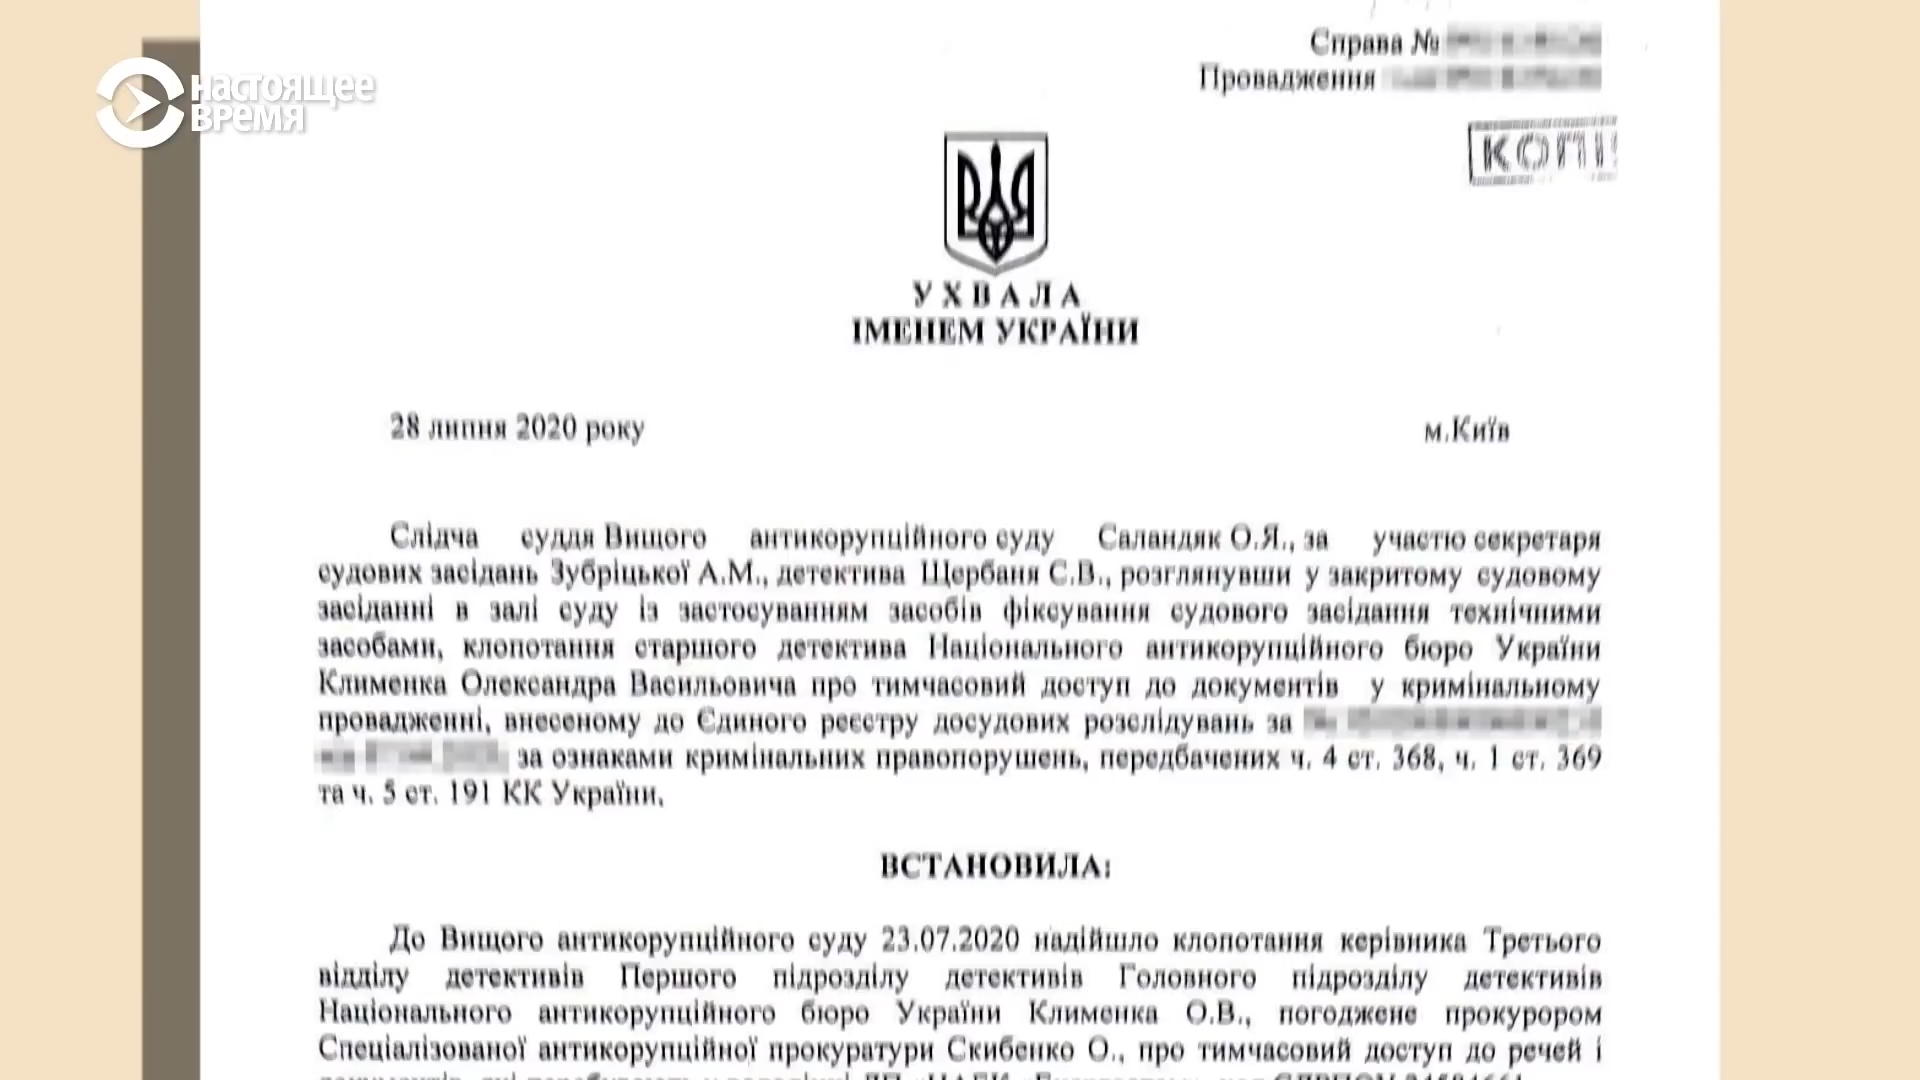 настоящее
время
Справа №
Провадження
КОПІ
УХВАЛА
ІМЕНЕМ УКРАЇНИ
28 липня 2020 року м.Київ
Слідча суддя Вищого антикорупційного суду Саландяк О.Я., за участю секретаря
судових засідань Зубріцької А.М., детектива Щербаня С.В., розглянувши у закритому судовому
засіданні в залі суду із застосуванням засобів фіксування судового засідання технічними
засобами, клопотання старшого детектива Національного антикорупційного бюро України
Клименка Олександра Васильовича про тимчасовий доступ до документів у кримінальному
провадженні, внесеному до Єдиного реєстру досудових розслідувань за
за ознаками кримінальних правопорушень, передбачених ч. 4 ст. 368, ч. 1 ст. 369
та ч. 5 ст. 191 КК України,
ВСТАНОВИЛА:
До Вищого антикорупційного суду 23.07.2020 надійшло клопотання керівника Третього
відділу детективів Першого підрозділу детективів Головного підрозділу детективів
Національного антикорупційного бюро України Клименка О.В., погоджене прокурором
Спеціалізованої антикорупційної прокуратури Скибенко О., про тимчасовий доступ до речей і